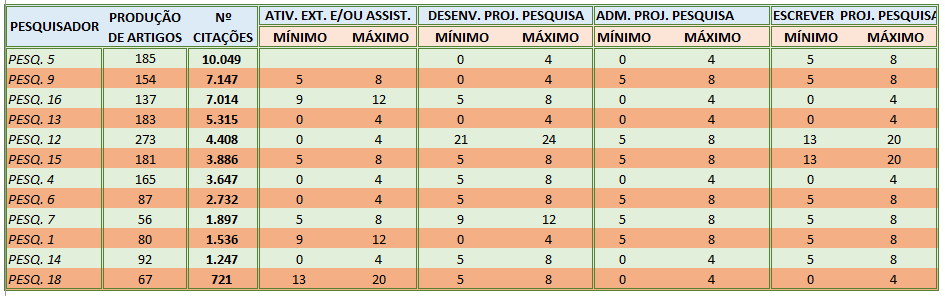 PESQUISADOR PRODUÇÃO DE ARTIGOS Nº CITAÇÕES ATIV. EXT. E/OU ASSIST. DESENV. PROJ. PESQUISA ADM. PROJ. PESQUISA ESCREVER PROJ. PESQUISA
MÍNIMO MÁXIMO MÍNIMO MÁXIMO MÍNIMO MÁXIMO MÍNIMO MÁXIMO
PESQ. 5 185 10.049 0 4 0 4 5 8
PESQ. 9 154 7.147 5 8 0 4 5 8 5 8
PESQ. 16 137 7.014 9 12 5 8 0 4 0 4
PESQ. 13 183 5.315 0 4 0 4 0 4 0 4
PESQ. 12 273 4.408 0 4 21 24 5 8 13 20
PESQ. 15 181 3.886 5 8 5 8 5 8 13 20
PESQ. 4 165 3.647 0 4 5 8 0 4 0 4
PESQ. 6 87 2.732 0 4 5 8 0 4 5 8
PESQ. 7 56 1.897 5 8 9 12 0 4 5 8
PESQ. 1 80 1.536 9 12 0 4 5 8 5 8
PESQ. 14 92 1.247 0 4 5 8 0 4 5 8
PESQ. 18 67 721 13 20 5 8 0 4 0 4